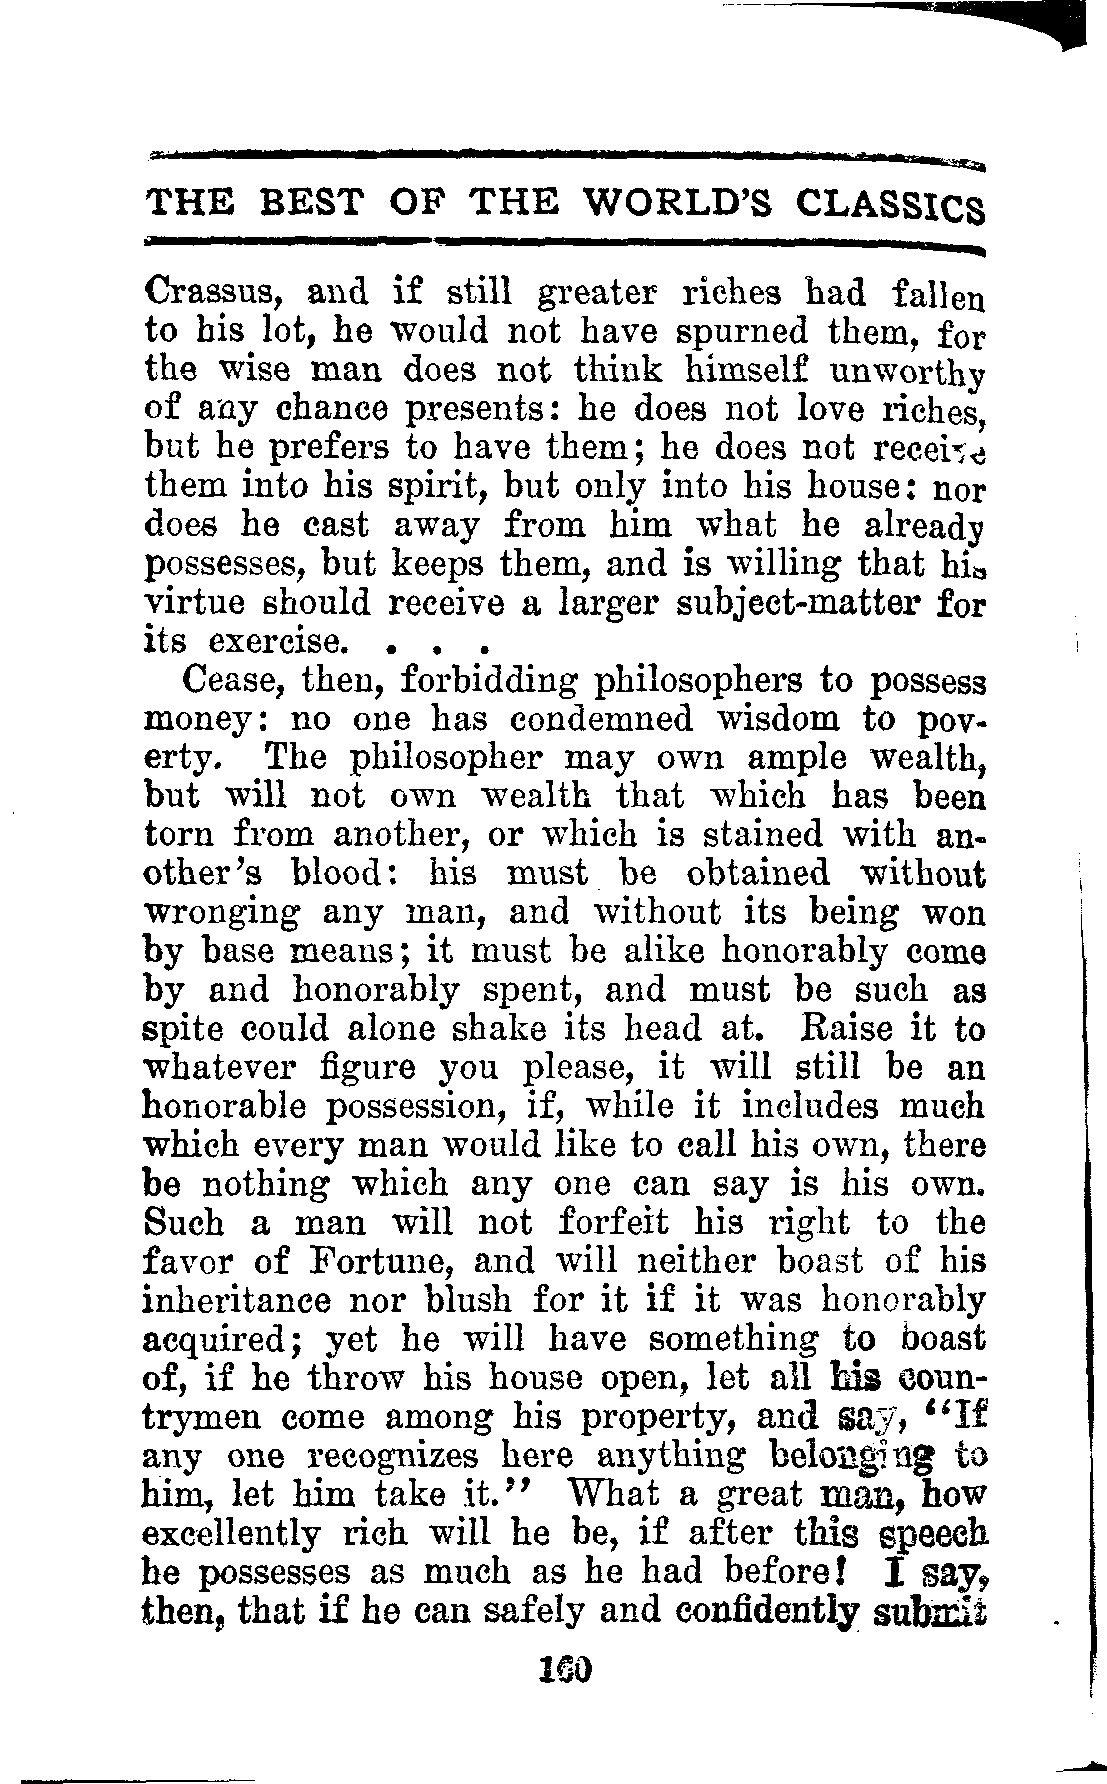 THE BEST OF THE WORLD'S CLASSICS
Crassus, and if still greater riches had fallen
to his lot, he would not have spurned them, for
the wise man does not think himself unworthy
of any chance presents: he does not love riches,
but he prefers to have them; he does not receive
them into his spirit, but only into his house: nor
does he cast away from him what he already
possesses, but keeps them, and is willing that his
virtue should receive a larger subject-matter for
its exercise. . . .
Cease, then, forbidding philosophers to possess
money: no one has condemned wisdom to pov-
erty. The philosopher may own ample wealth,
but will not own wealth that which has been
torn from another, or which is stained with an-
other's blood: his must be obtained without
wronging any man, and without its being won
by base means; it must be alike honorably come
by and honorably spent, and must be such as
spite could alone shake its head at. Raise it to
whatever figure you please, it will still be an
honorable possession, if, while it includes much
which every man would like to call his own, there
be nothing which any one can say is his own.
Such a man will not forfeit his right to the
favor of Fortune, and will neither boast of his
inheritance nor blush for it if it was honorably
acquired; yet he will have something to boast
of, if he throw his house open, let all his coun-
trymen come among his property, and say, "If
any one recognizes here anything belonging to
him, let him take it." What a great man, how
excellently rich will he be, if after this speech
he possesses as much as he had before! I say,
then, that if he can safely and confidently submit
160